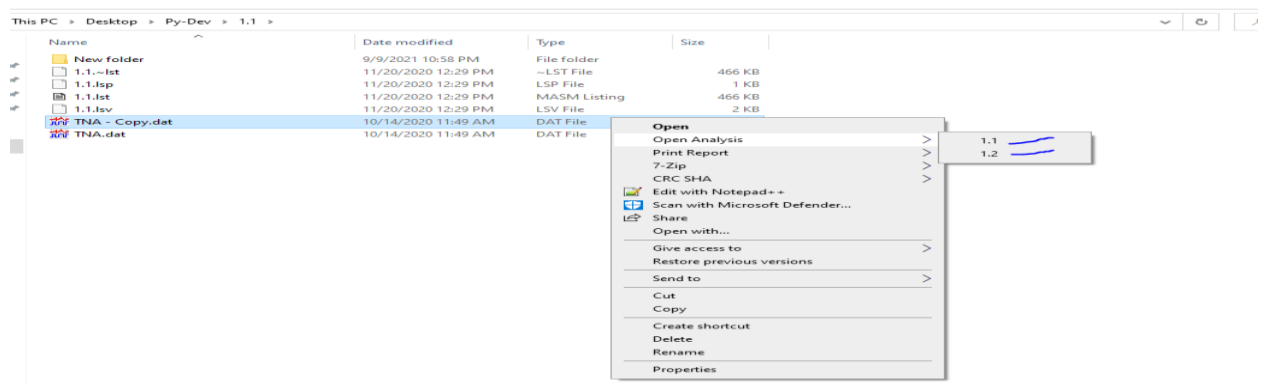 This PC > Desktop > Py-Dev > 1.1 >
Name Date modified Type Size
New folder 9/9/2021 10:58 PM File folder
1.1.~lst 11/20/2020 12:29 PM ~LST File 466 KB
1.1.lsp 11/20/2020 12:29 PM LSP File 1 KB
1.1.lst 11/20/2020 12:29 PM MASM Listing 466 KB
1.1.lsv 11/20/2020 12:29 PM LSV File 2 KB
TNA - Copy.dat 10/14/2020 11:49 AM DAT File
TNA.dat 10/14/2020 11:49 AM DAT File
Open
Open Analysis >
1.1
1.2
Print Report >
7-Zip >
CRC SHA >
Edit with Notepad++
Scan with Microsoft Defender...
Share
Open with...
Give access to >
Restore previous versions
Send to >
Cut
Copy
Create shortcut
Delete
Rename
Properties